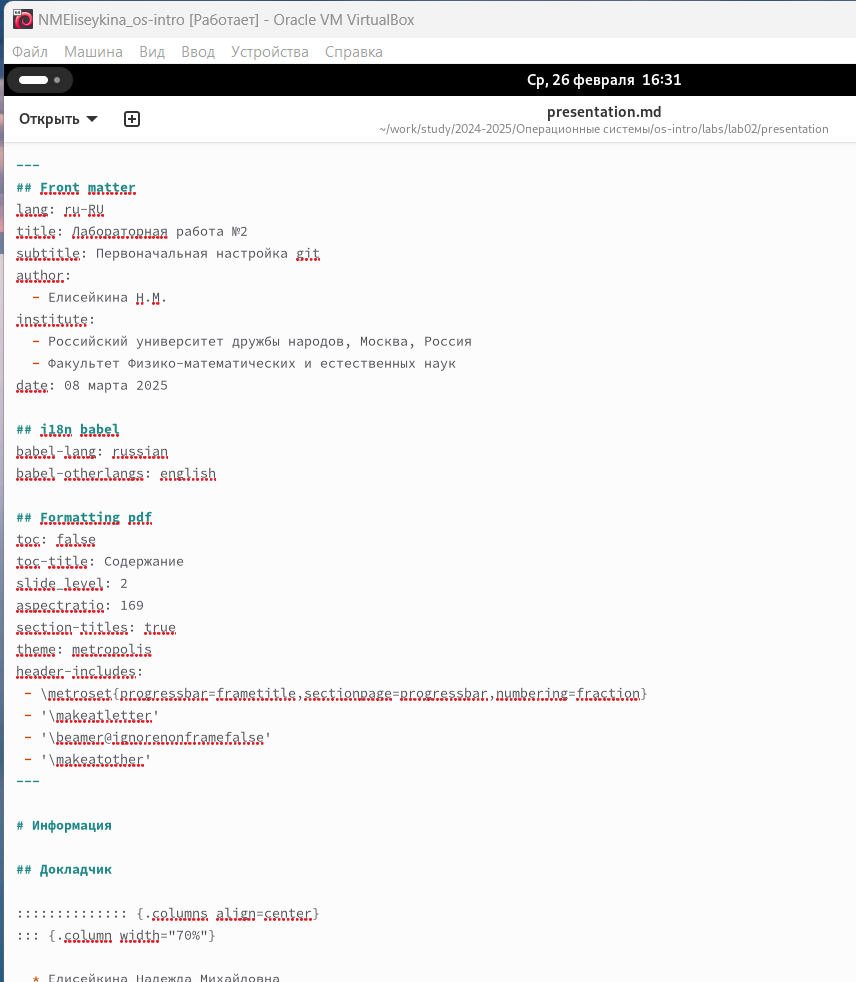 NMEliseykina_os-intro [Работает] - Oracle VM VirtualBox
Файл Машина Вид Ввод Устройства Справка
Ср, 26 февраля 16:31
Открыть
presentation.md
~/work/study/2024-2025/Операционные системы/os-intro/labs/lab02/presentation
---
## Front matter
lang: ru-RU
title: Лабораторная работа №2
subtitle: Первоначальная настройка git
author:
  - Елисейкина Н.М.
institute:
  - Российский университет дружбы народов, Москва, Россия
  - Факультет Физико-математических и естественных наук
date: 08 марта 2025
## i18n babel
babel-lang: russian
babel-otherlangs: english
## Formatting pdf
toc: false
toc-title: Содержание
slide_level: 2
aspectratio: 169
section-titles: true
theme: metropolis
header-includes:
 - \metroset{progressbar=frametitle,sectionpage=progressbar,numbering=fraction}
 - '\makeatletter'
 - '\beamer@ignorenonframefalse'
 - '\makeatother'
---
# Информация
## Докладчик
:::::::::::::: {.columns align=center}
::: {.column width="70%"}
  * Елисейкина Надежда Михайловна